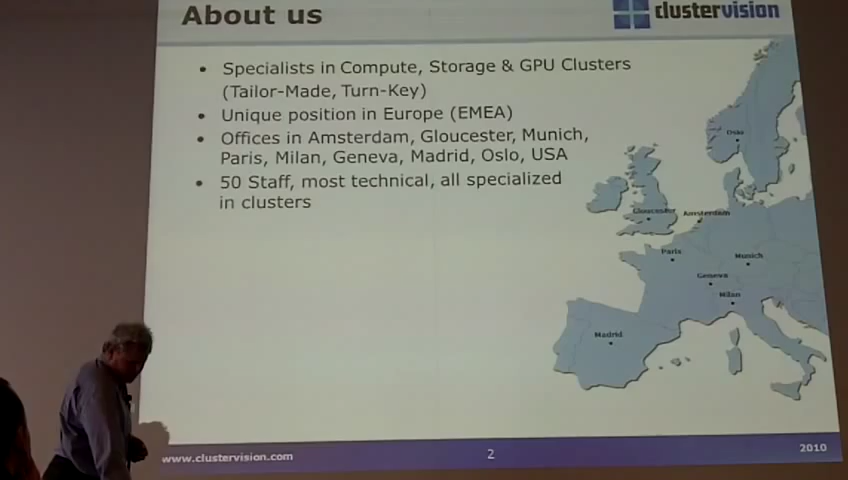 About us
clustervision
• Specialists in Compute, Storage & GPU Clusters
(Tailor-Made, Turn-Key)
• Unique position in Europe (EMEA)
• Offices in Amsterdam, Gloucester, Munich,
Paris, Milan, Geneva, Madrid, Oslo, USA
• 50 Staff, most technical, all specialized
in clusters
Oslo
Gloucester Amsterdam
Paris
Munich
Geneva
Milan
Madrid
www.clustervision.com 2 2010